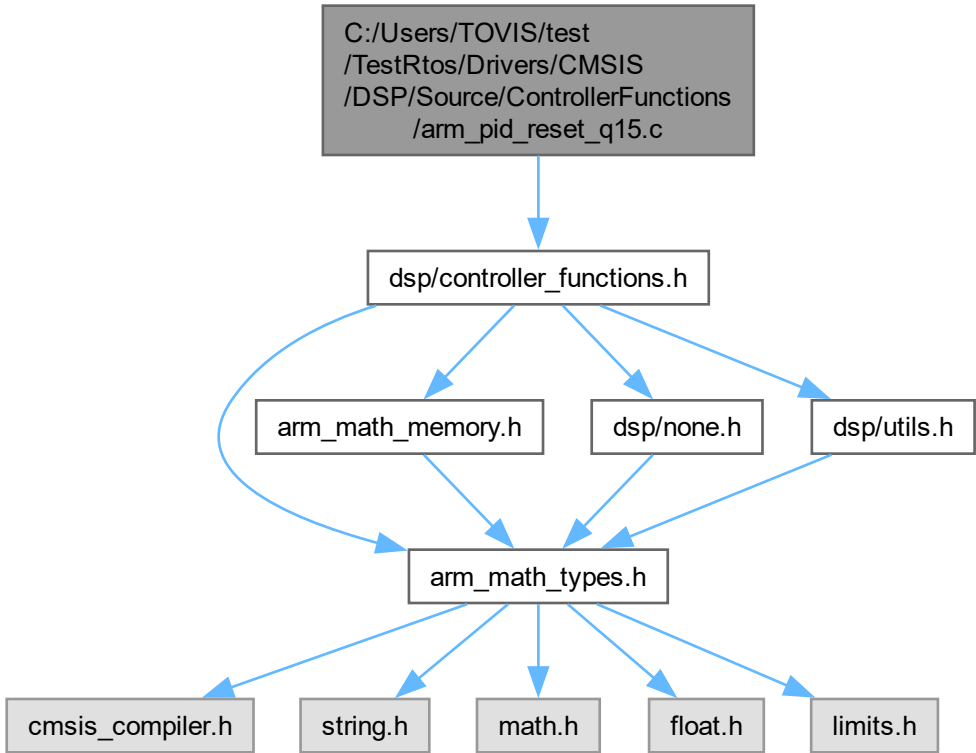 C:/Users/TOVIS/test
/TestRtos/Drivers/CMSIS
/DSP/Source/ControllerFunctions
/arm_pid_reset_q15.c
dsp/controller_functions.h
arm_math_memory.h
dsp/none.h
dsp/utils.h
arm_math_types.h
cmsis_compiler.h
string.h
math.h
float.h
limits.h